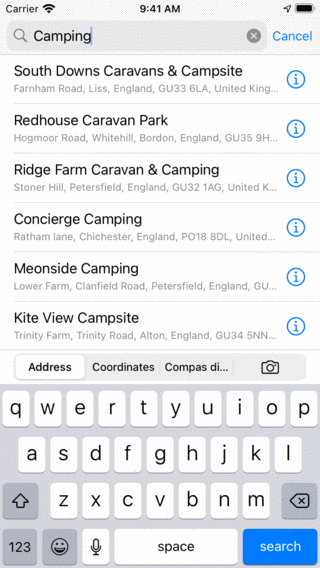 Carrier 9:41 AM
Camping Cancel
South Downs Caravans & Campsite
Farnham Road, Liss, England, GU33 6LA, United King...
Redhouse Caravan Park
Hogmoor Road, Whitehill, Bordon, England, GU35 9H...
Ridge Farm Caravan & Camping
Stoner Hill, Petersfield, England, GU32 1AG, United K...
Concierge Camping
Ratham lane, Chichester, England, PO18 8DL, United...
Meonside Camping
Lower Farm, Clanfield Road, Petersfield, England, GU...
Kite View Campsite
Trinity Farm, Trinity Road, Alton, England, GU34 5NN...
Address Coordinates Compas di...
q w e r t y u i o p
a s d f g h j k l
z x c v b n m
123 space search